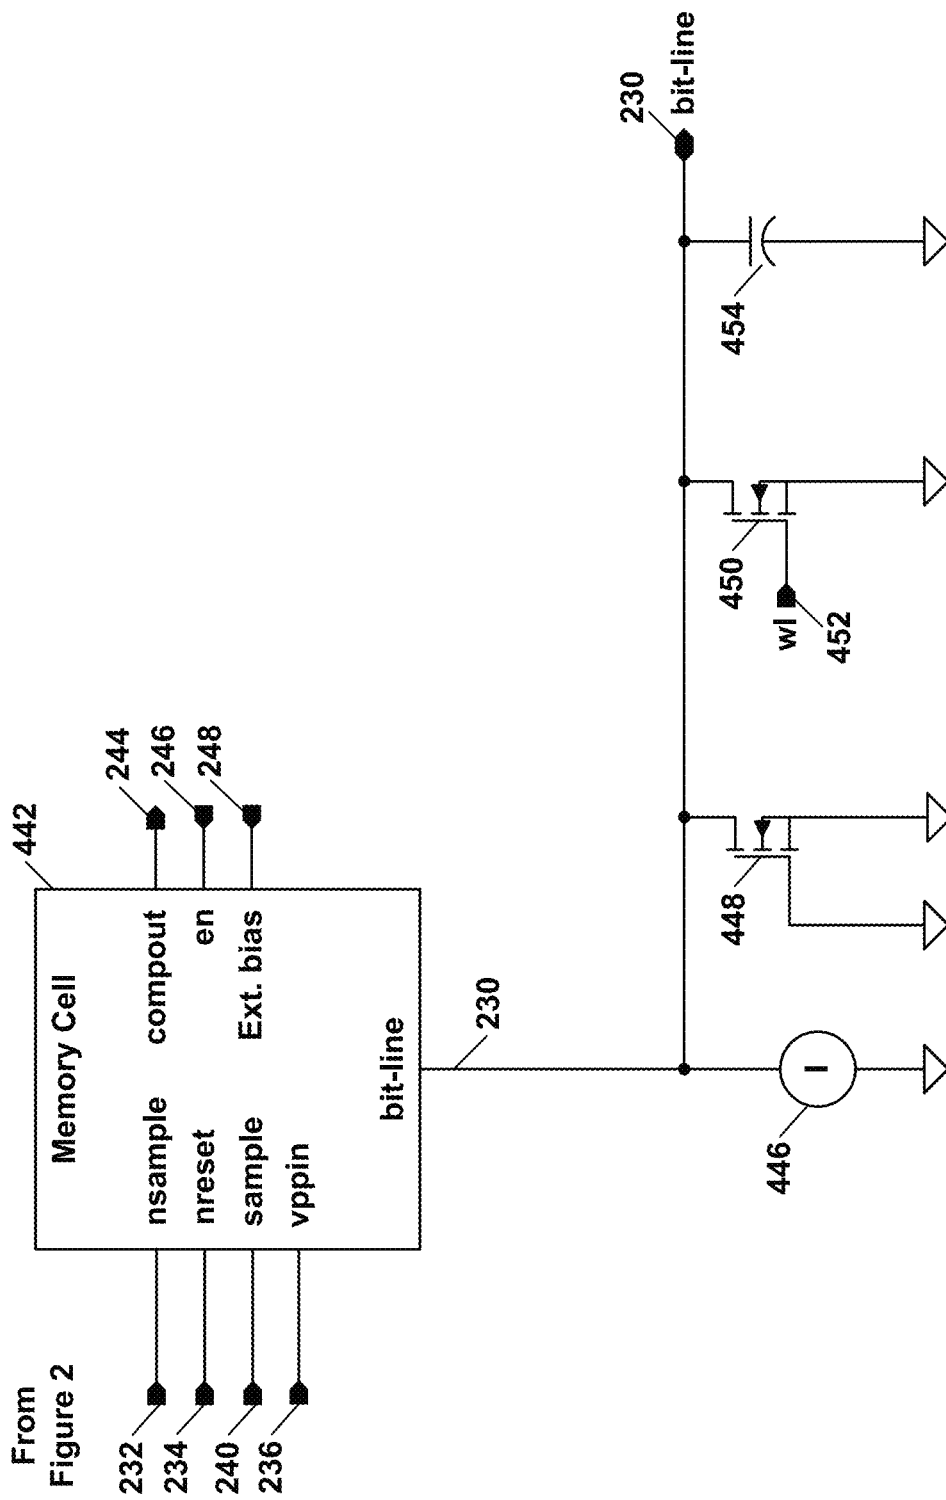 From
Figure 2
442
Memory Cell
232
nsample
compout
244
234
nreset
en
246
240
sample
Ext. bias
248
236
vppin
bit-line
230
230
bit-line
446
448
450
wl
452
454
I